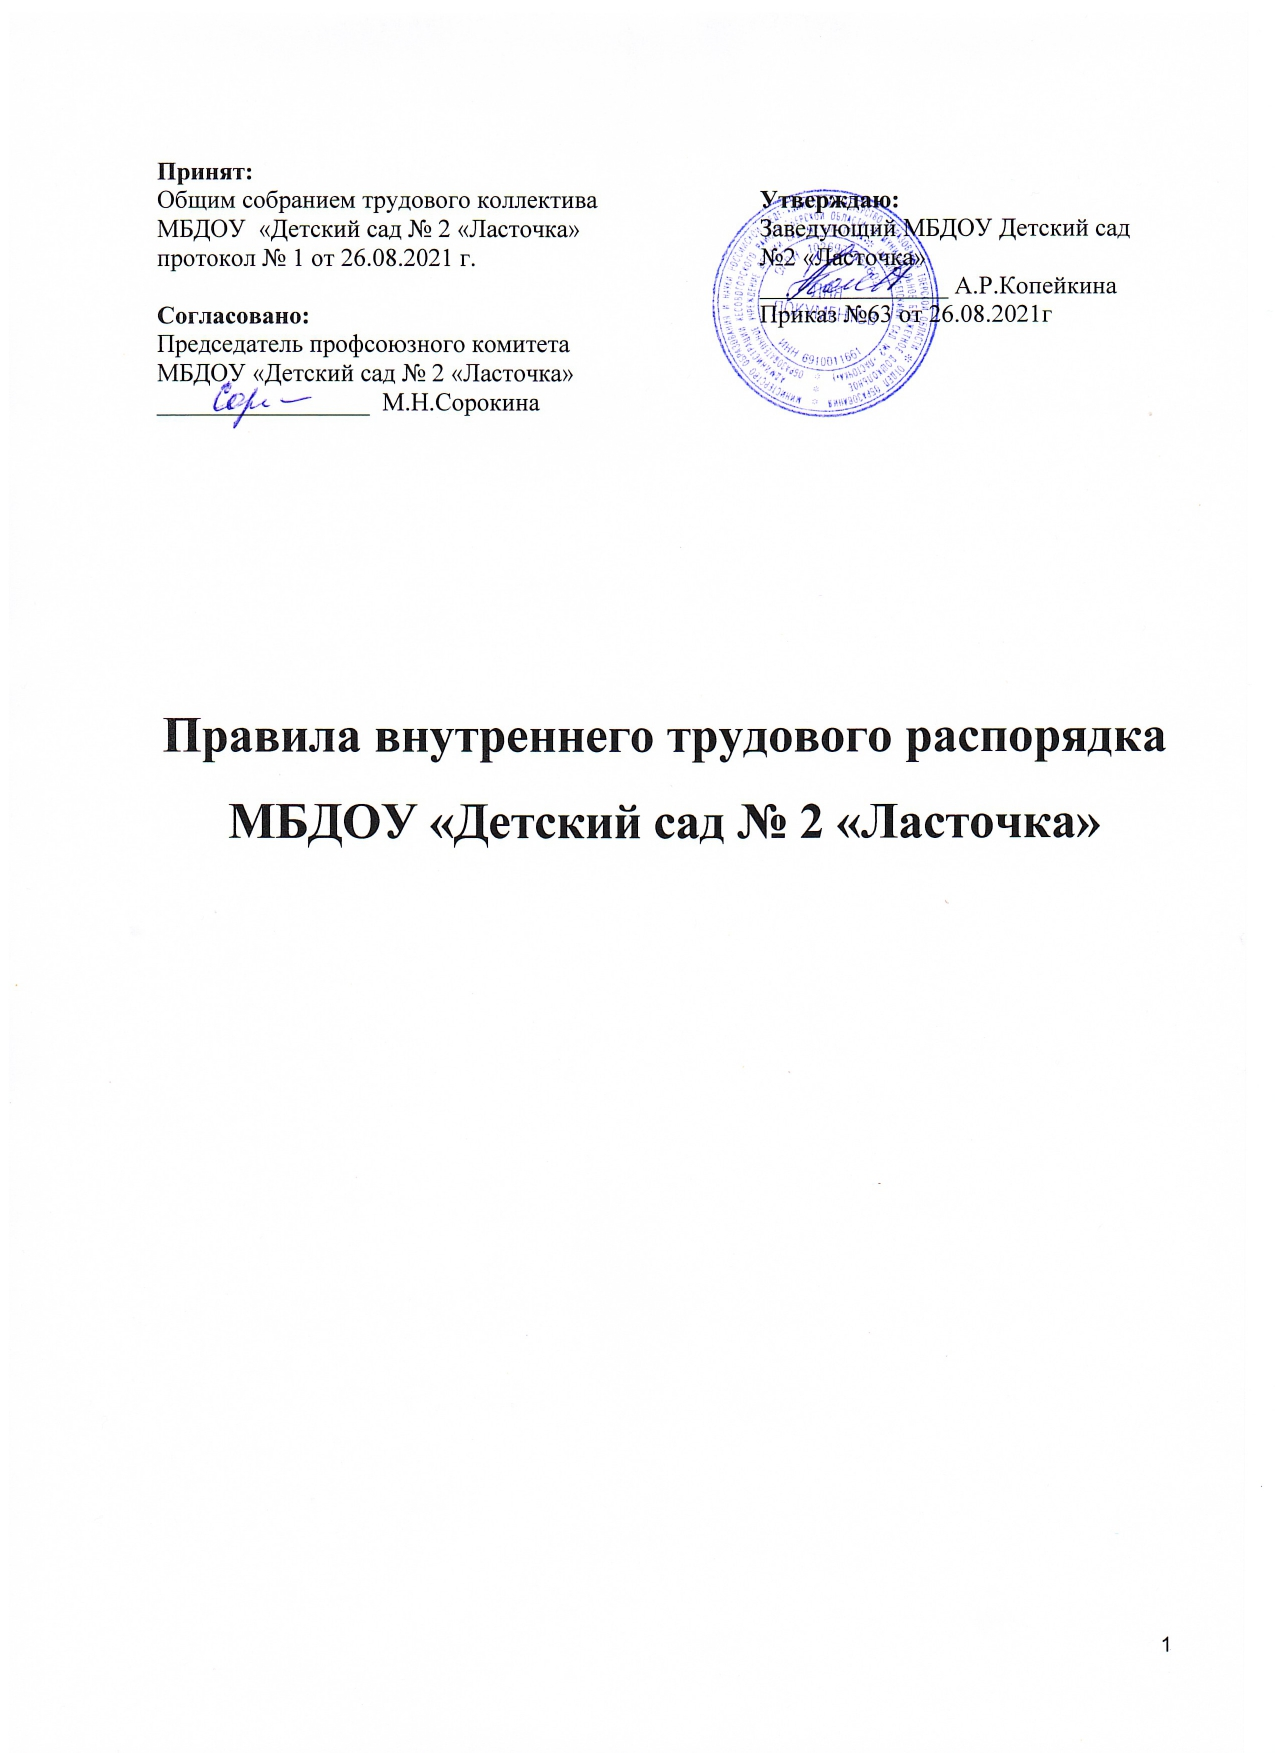 Принят:
Общим собранием трудового коллектива
МБДОУ «Детский сад № 2 «Ласточка»
протокол № 1 от 26.08.2021 г.
Согласовано:
Председатель профсоюзного комитета
МБДОУ «Детский сад № 2 «Ласточка»
М.Н.Сорокина
Утверждаю:
Заведующий МБДОУ Детский сад
№2 «Ласточка»
А.Р.Копейкина
Приказ №63 от 26.08.2021г
ИНН 6910011661
Правила внутреннего трудового распорядка
МБДОУ «Детский сад № 2 «Ласточка»
1